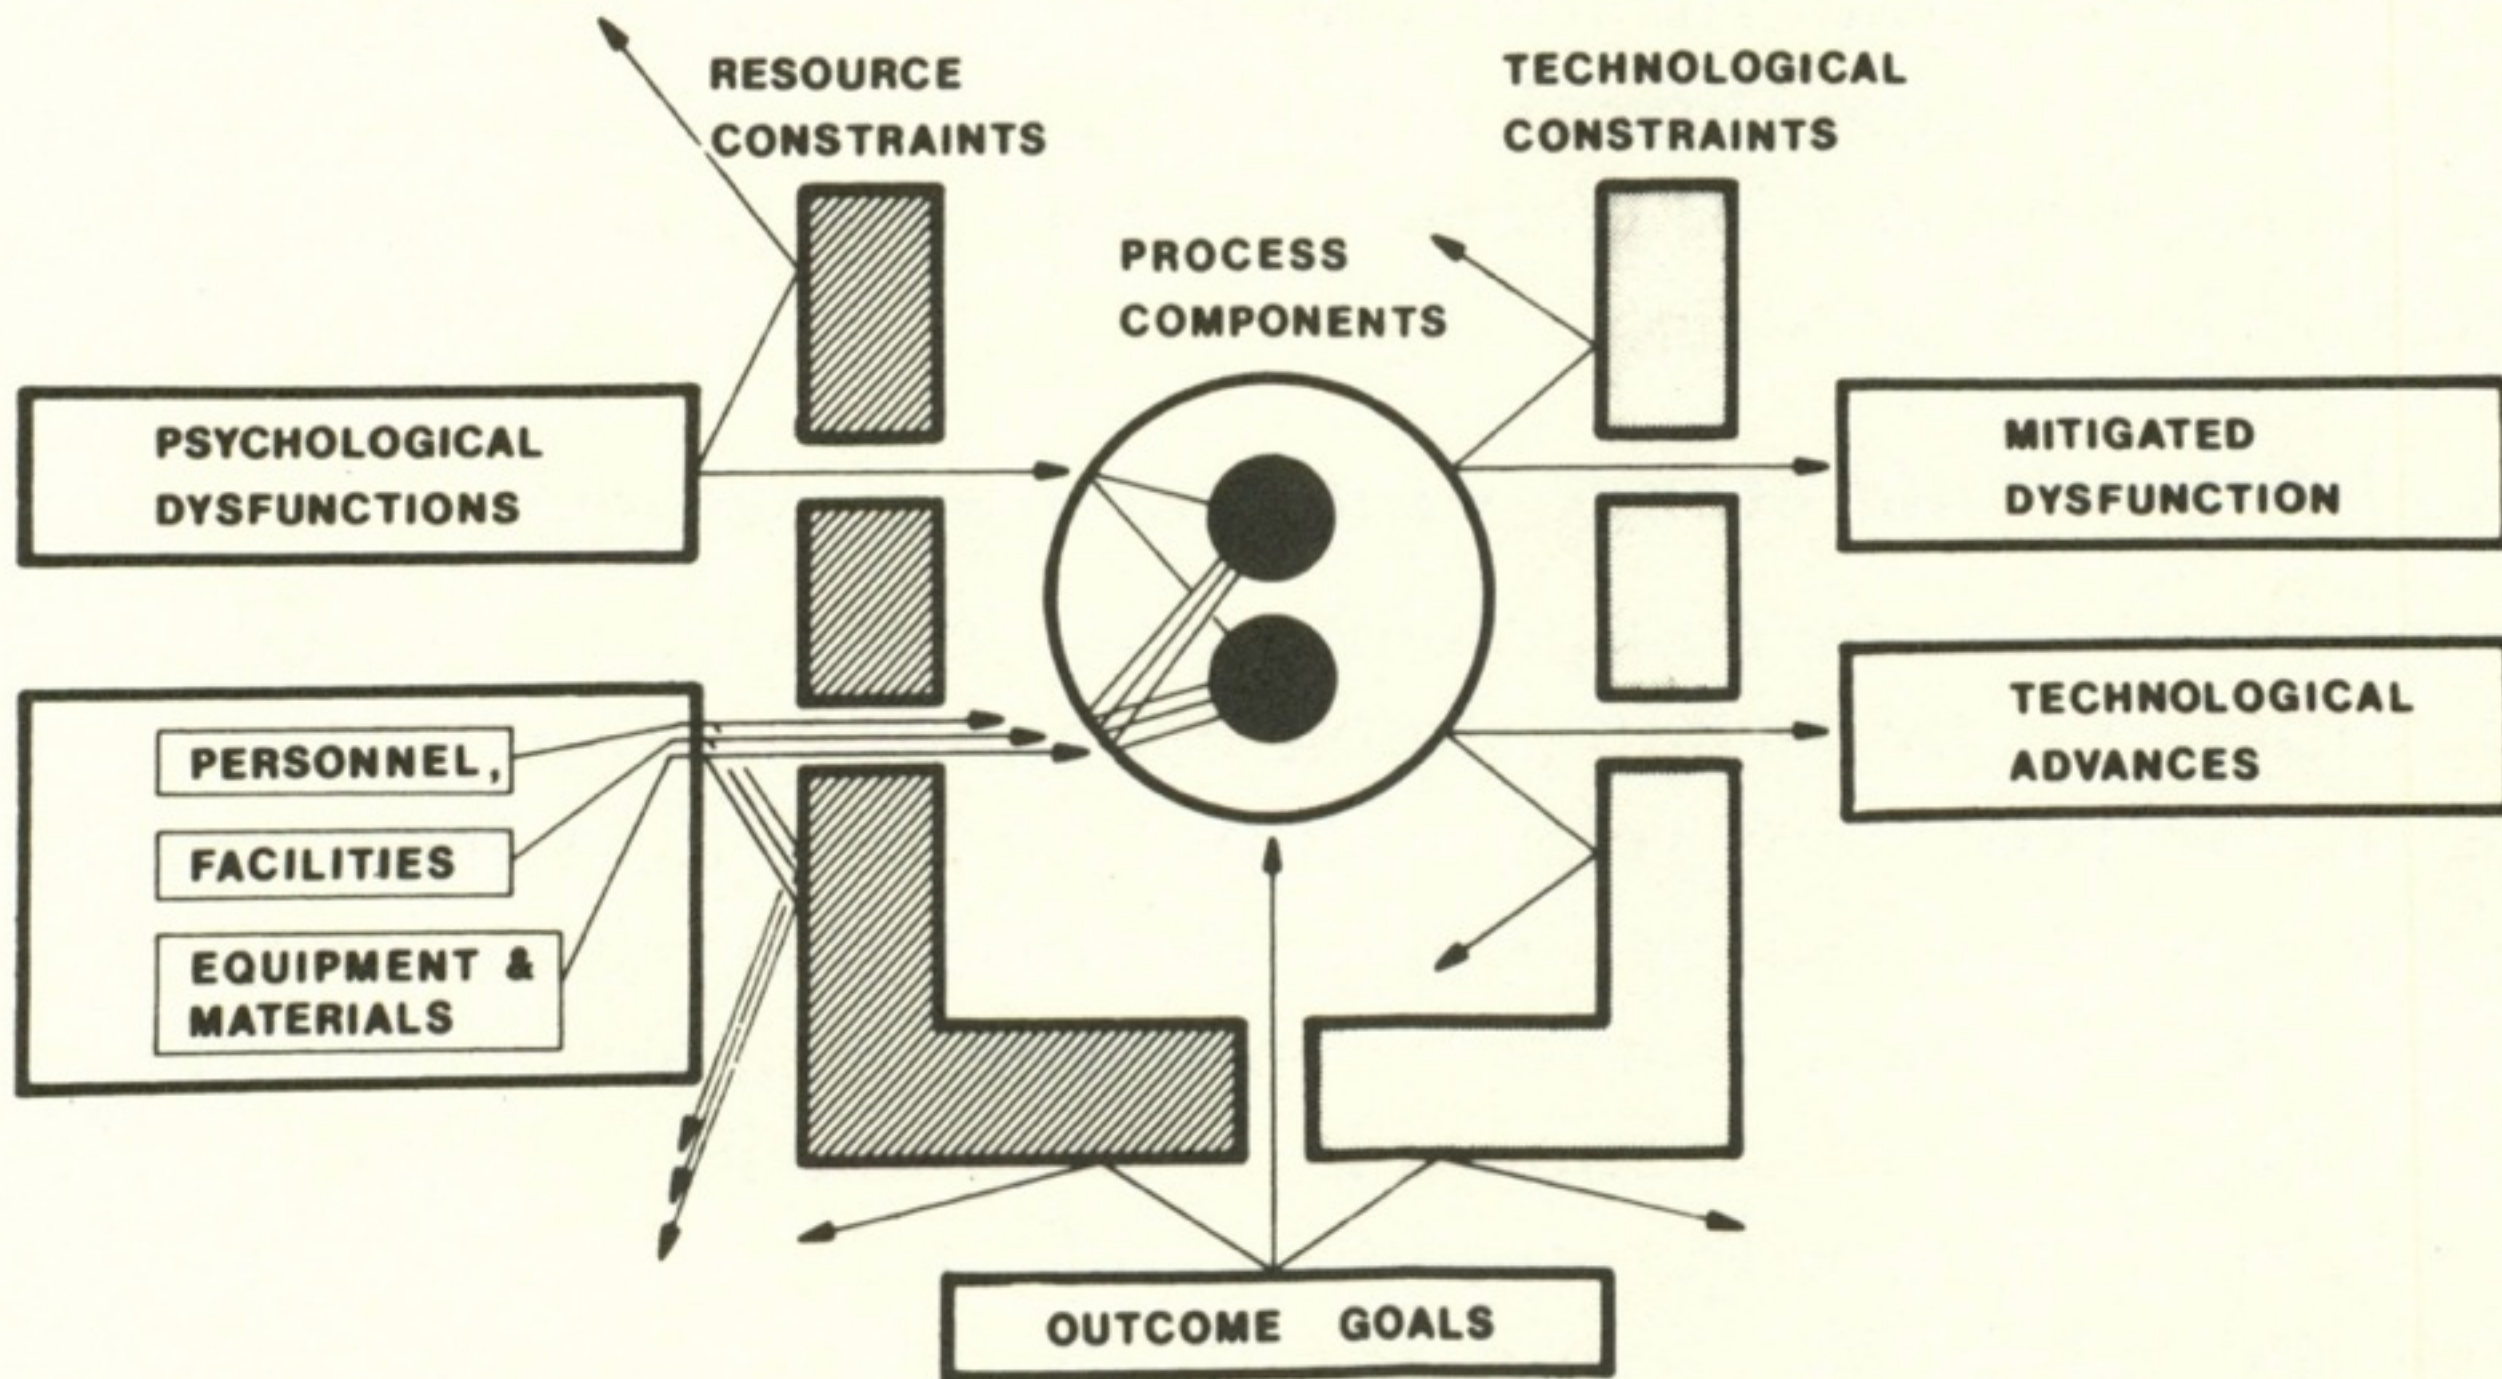 RESOURCE
CONSTRAINTS
TECHNOLOGICAL
CONSTRAINTS
PROCESS
COMPONENTS
PSYCHOLOGICAL
DYSFUNCTIONS
MITIGATED
DYSFUNCTION
PERSONNEL,
FACILITIES
EQUIPMENT &
MATERIALS
TECHNOLOGICAL
ADVANCES
OUTCOME GOALS